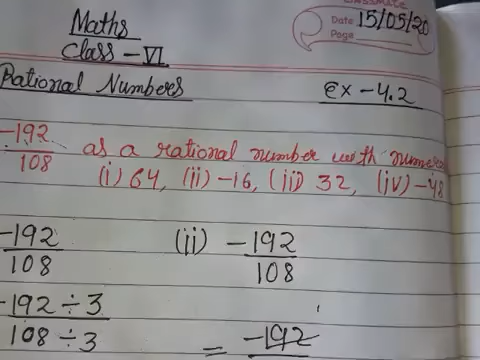 Maths
CLASSMATE
Date 15/05/20
Page
Class - VI
Rational Numbers
Ex - 4.2
-192/108 as a rational number with
(i) 64, (ii) -16, (iii) 32, (iv) -48
-192/108
(ii) -192/108
-192 ÷ 3 / 108 ÷ 3
= -192